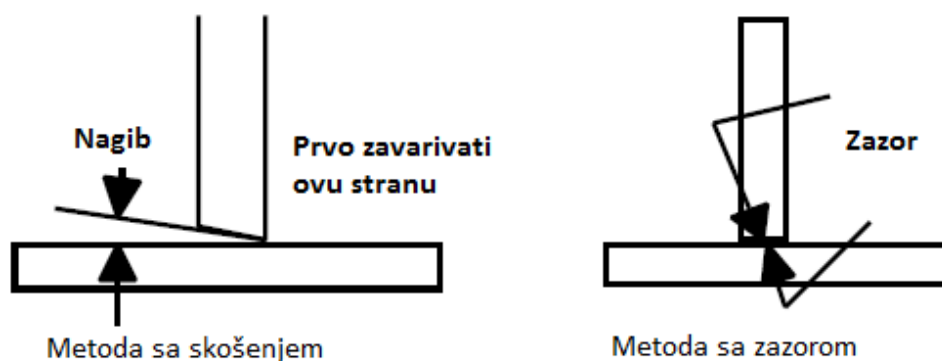 Nagib
Prvo zavarivati
ovu stranu
Metoda sa skošenjem
Zazor
Metoda sa zazorom